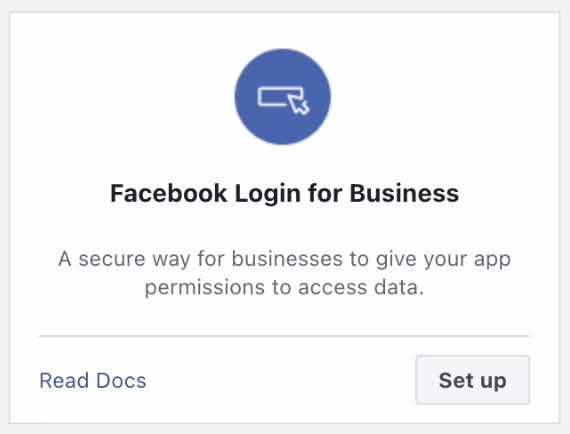 Facebook Login for Business
A secure way for businesses to give your app
permissions to access data.
Read Docs
Set up